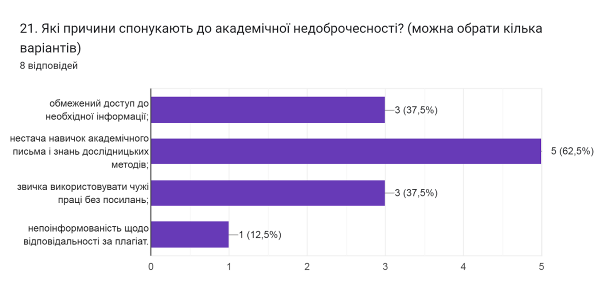 21. Які причини спонукають до академічної недоброчесності? (можна обрати кілька
варіантів)
8 відповідей
обмежений доступ до
необхідної інформації;
3 (37,5%)
нестача навичок академічного
письма і знань дослідницьких
методів;
5 (62,5%)
звичка використовувати чужі
праці без посилань;
3 (37,5%)
непоінформованість щодо
відповідальності за плагіат.
1 (12,5%)
0 1 2 3 4 5